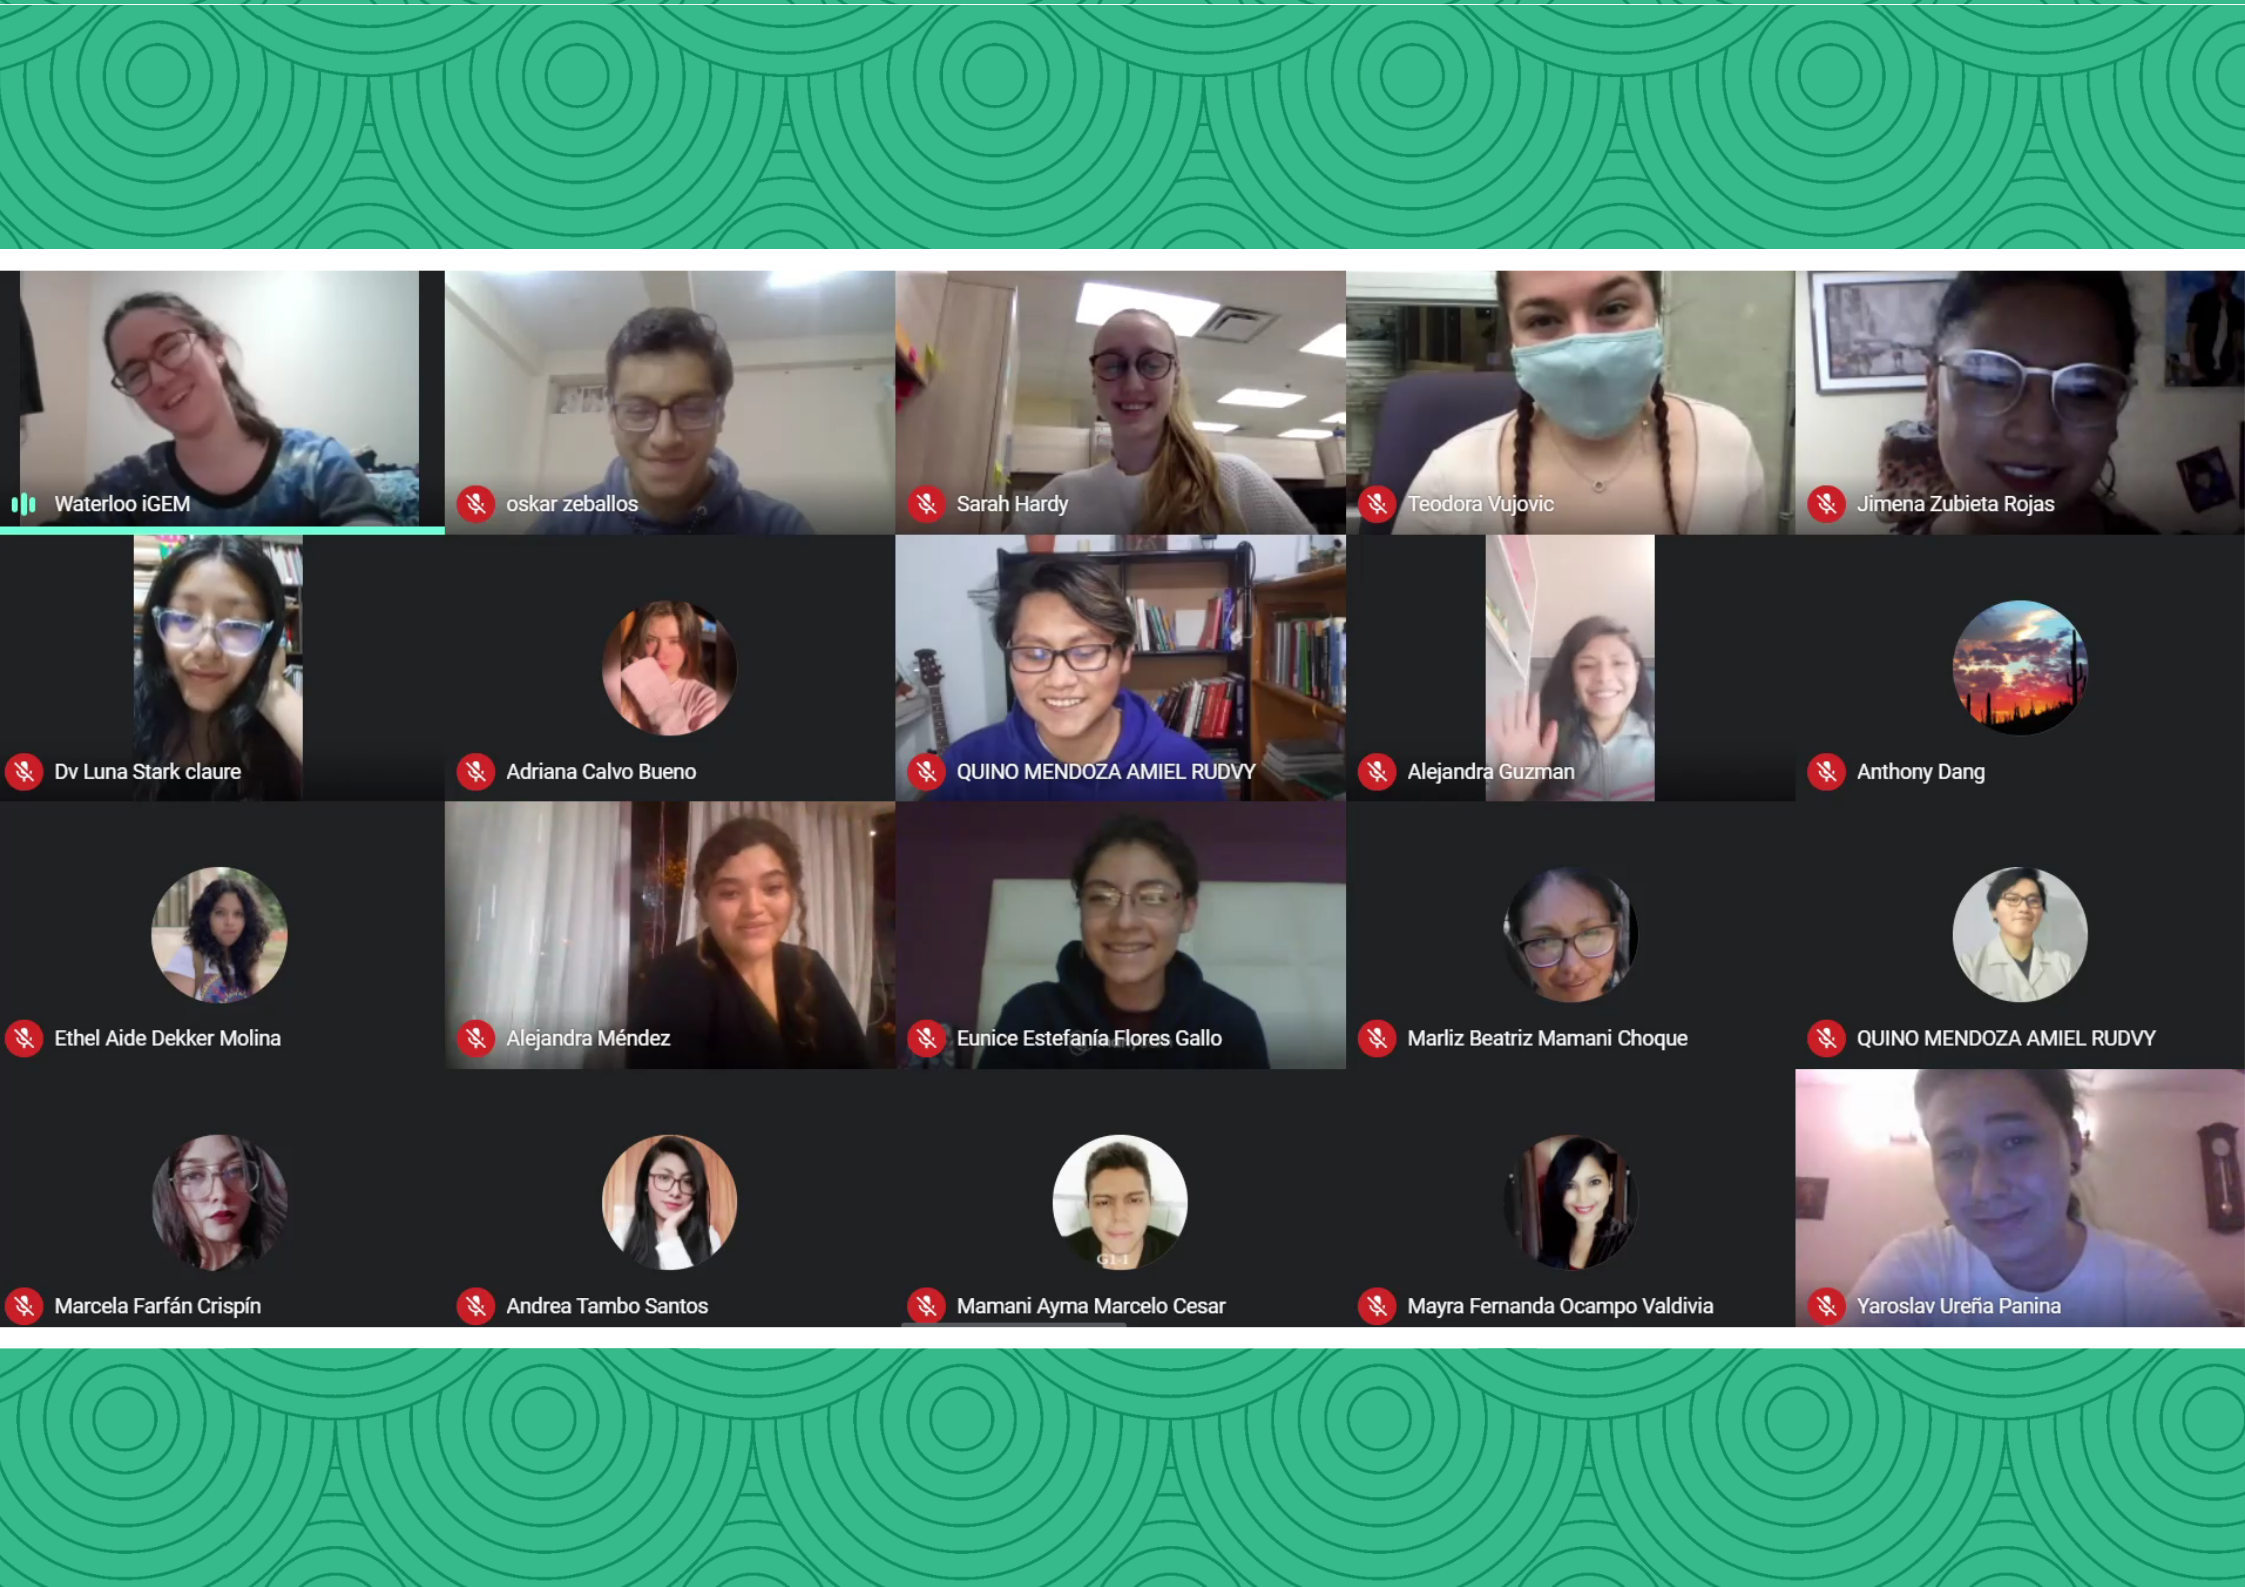 Waterloo iGEM
oskar zeballos
Sarah Hardy
Teodora Vujovic
Jimena Zubieta Rojas
Dv Luna Stark claure
Adriana Calvo Bueno
QUINO MENDOZA AMIEL RUDVY
Alejandra Guzman
Anthony Dang
Ethel Aide Dekker Molina
Alejandra Méndez
Eunice Estefanía Flores Gallo
Marliz Beatriz Mamani Choque
QUINO MENDOZA AMIEL RUDVY
Marcela Farfán Crispín
Andrea Tambo Santos
Mamani Ayma Marcelo Cesar
Mayra Fernanda Ocampo Valdivia
Yaroslav Ureña Panina